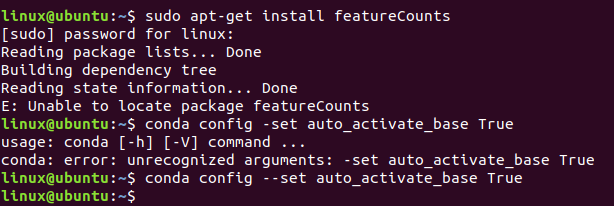 linux@ubuntu:~$ sudo apt-get install featureCounts
[sudo] password for linux:
Reading package lists... Done
Building dependency tree
Reading state information... Done
E: Unable to locate package featureCounts
linux@ubuntu:~$ conda config -set auto_activate_base True
usage: conda [-h] [-V] command ...
conda: error: unrecognized arguments: -set auto_activate_base True
linux@ubuntu:~$ conda config --set auto_activate_base True
linux@ubuntu:~$